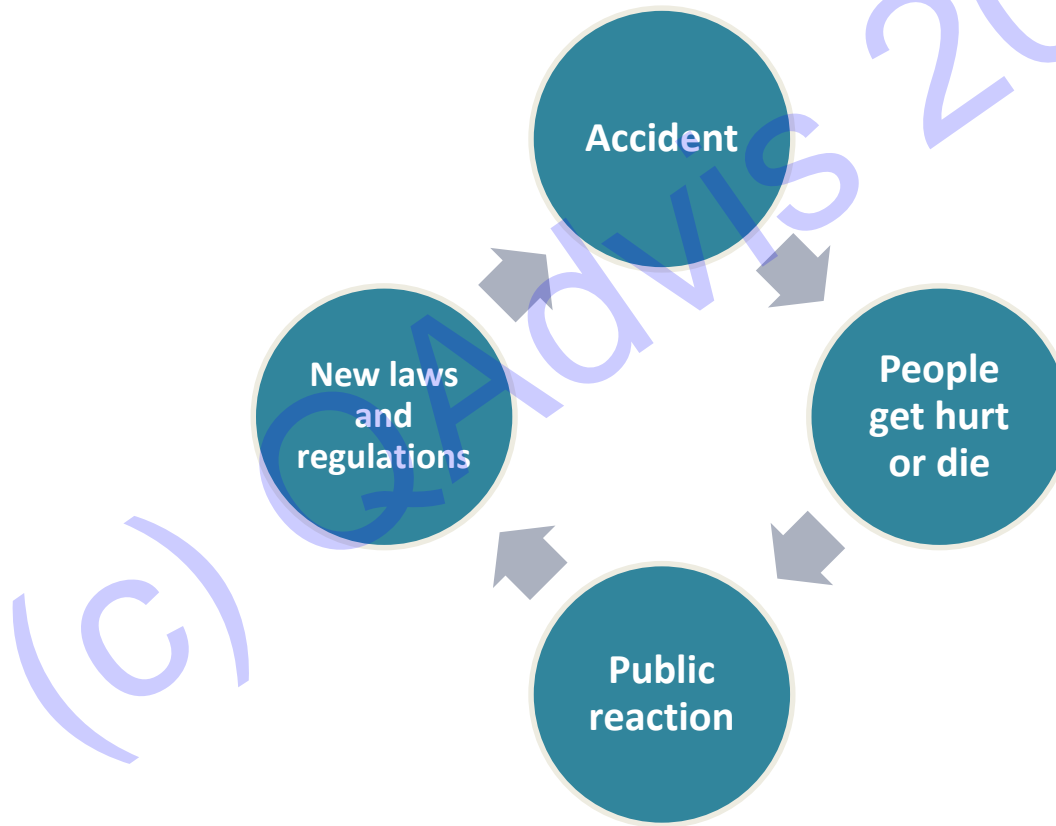 Accident
People
get hurt
or die
Public
reaction
New laws
and
regulations
(c) QAdvis 20